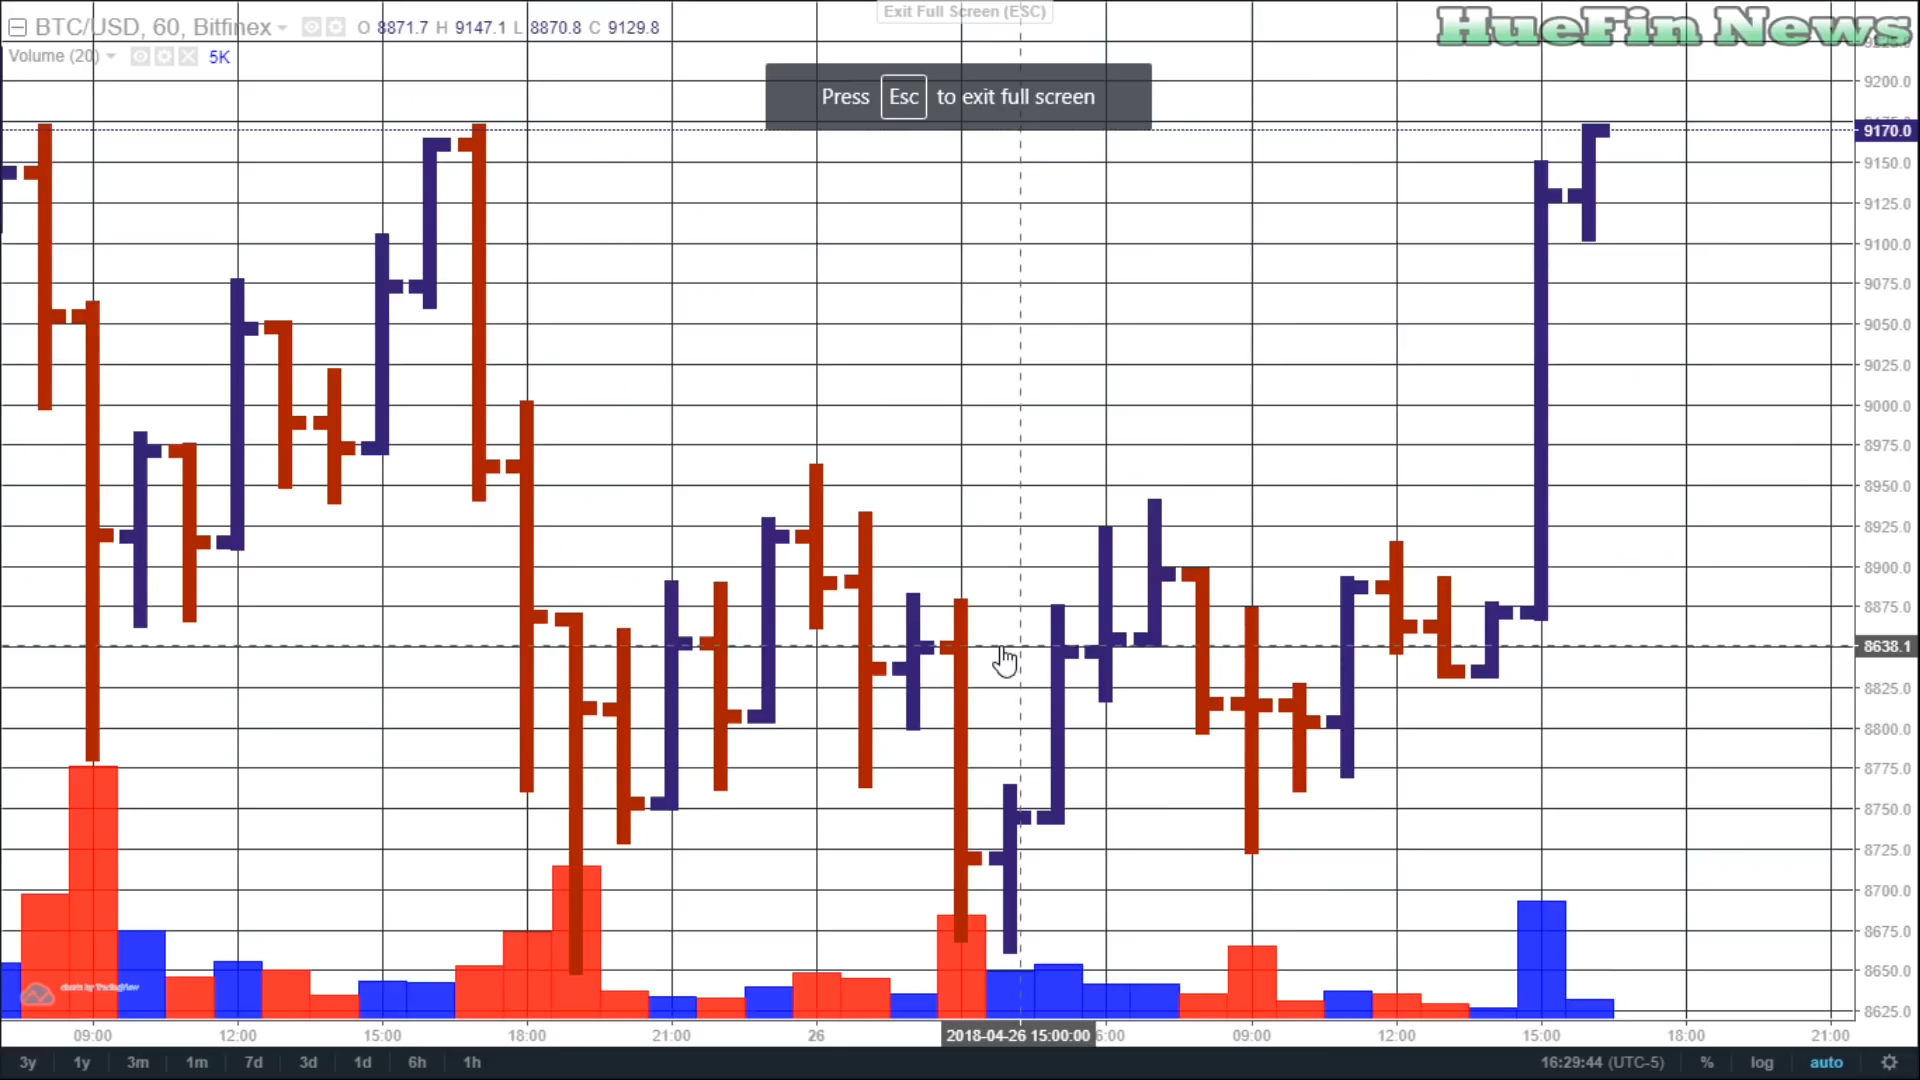 Exit Full Screen (ESC)
HueFin News
BTC/USD, 60, Bitfinex
O 8871.7 H 9147.1 L 8870.8 C 9129.8
Volume (20) 5K
Press Esc to exit full screen
9200.0
9170.0
9150.0
9125.0
9100.0
9075.0
9050.0
9025.0
9000.0
8975.0
8950.0
8925.0
8900.0
8875.0
8638.1
8825.0
8800.0
8775.0
8750.0
8725.0
8700.0
8675.0
8650.0
8625.0
charts by TradingView
09:00 12:00 15:00 18:00 21:00 26 2018-04-26 15:00:00 6:00 09:00 12:00 15:00 18:00 21:00
3y 1y 3m 1m 7d 3d 1d 6h 1h 16:29:44 (UTC-5) % log auto